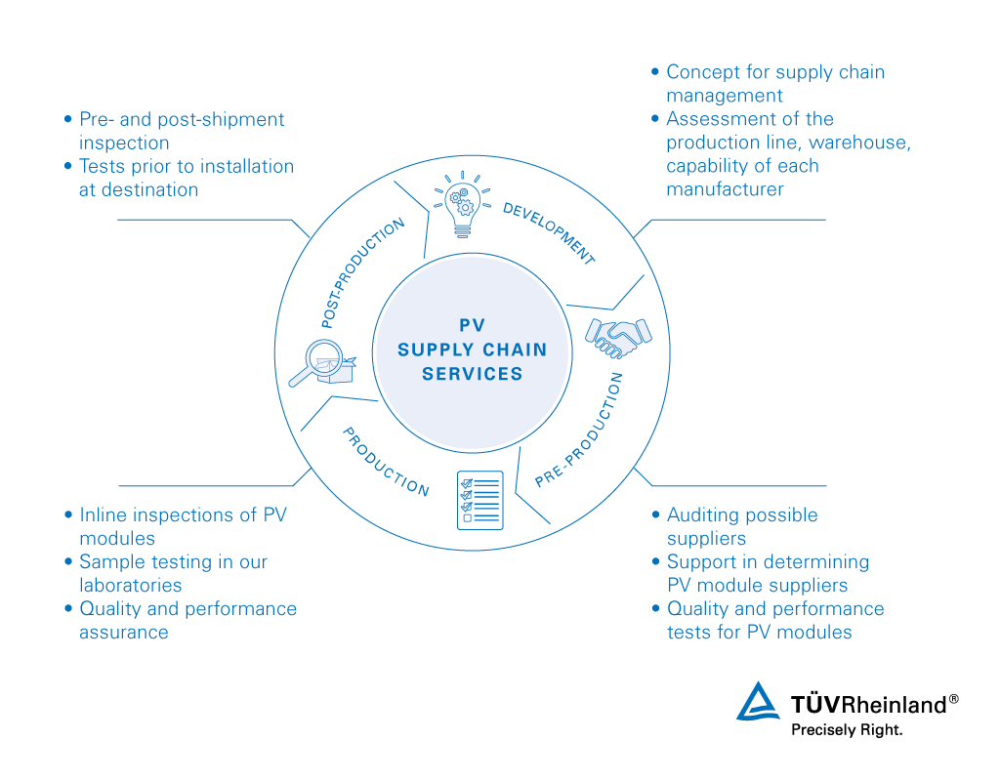 • Concept for supply chain
management
• Assessment of the
production line, warehouse,
capability of each
manufacturer
• Pre- and post-shipment
inspection
• Tests prior to installation
at destination
DEVELOPMENT
POST-PRODUCTION
PV
SUPPLY CHAIN
SERVICES
PRE-PRODUCTION
PRODUCTION
• Inline inspections of PV
modules
• Sample testing in our
laboratories
• Quality and performance
assurance
• Auditing possible
suppliers
• Support in determining
PV module suppliers
• Quality and performance
tests for PV modules
TÜVRheinland®
Precisely Right.